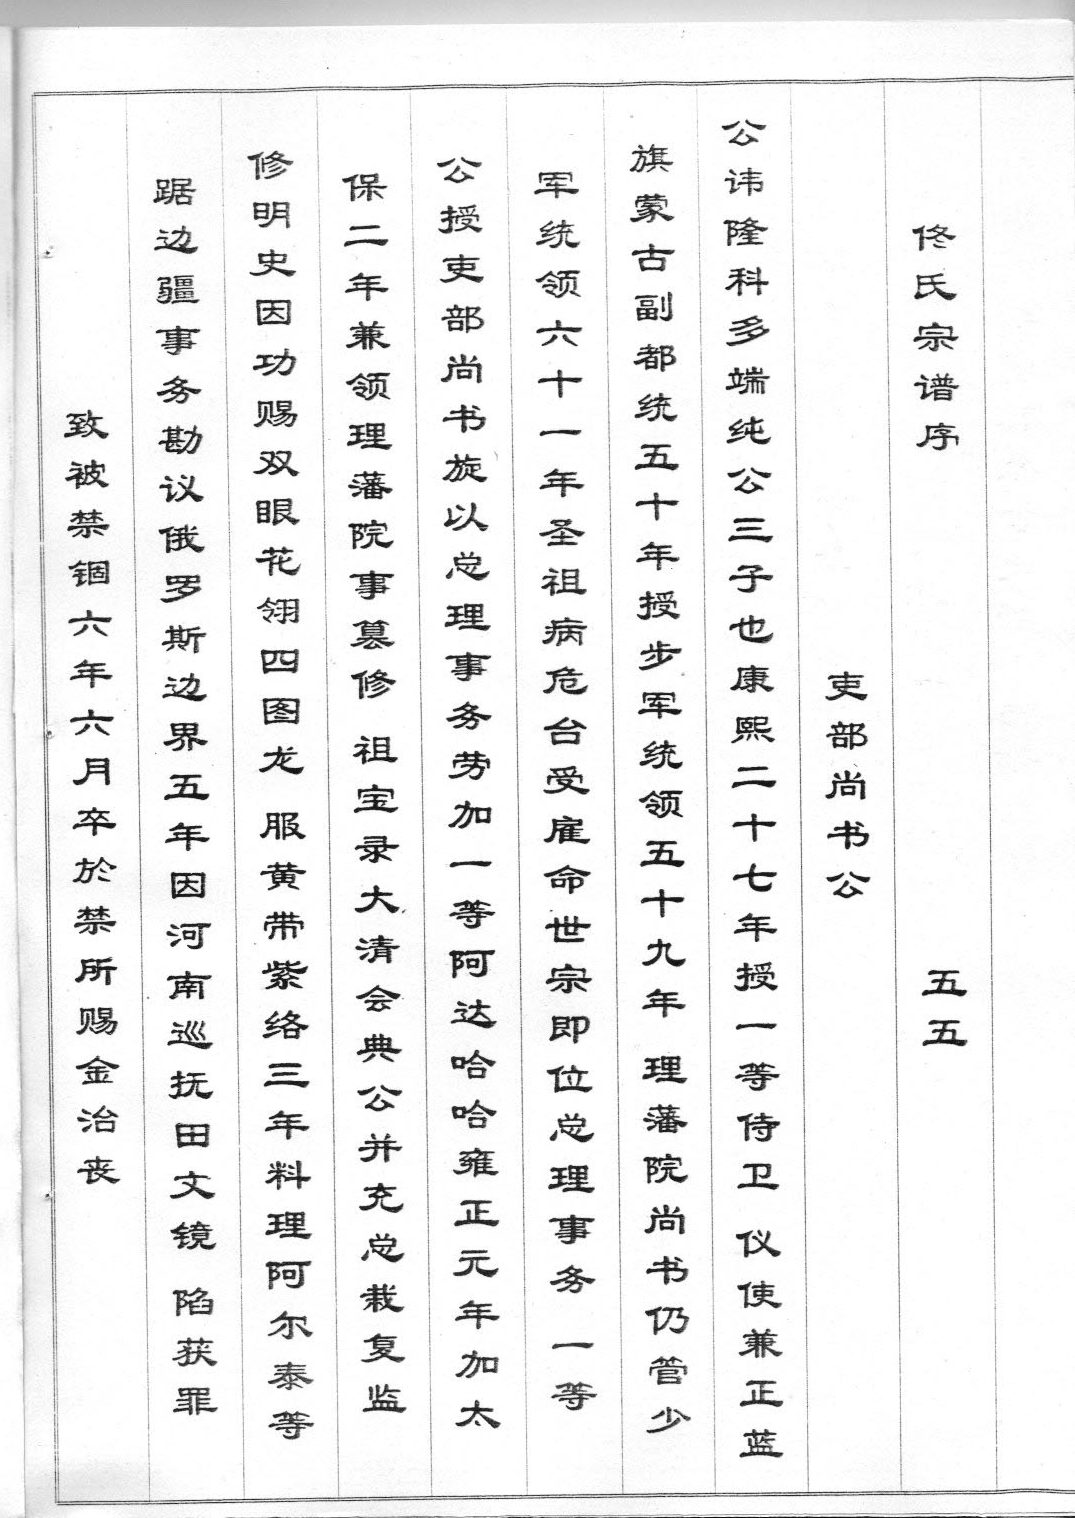 佟氏宗谱序 五五
吏部尚书公
公讳隆科多端纯公三子也康熙二十七年授一等侍卫 仪使兼正蓝
旗蒙古副都统五十年授步军统领五十九年 理藩院尚书仍管少
军统领六十一年圣祖病危台受雇命世宗即位总理事务一等
公授吏部尚书旋以总理事务劳加一等阿达哈哈雍正元年加太
保二年兼领理藩院事纂修 祖宝录大清会典公并充总裁复监
修明史因功赐双眼花翎四图龙 服黄带紫络三年料理阿尔泰等
踞边疆事务勘议俄罗斯边界五年因河南巡抚田文镜 陷获罪
致被禁锢六年六月卒於禁所赐金治丧